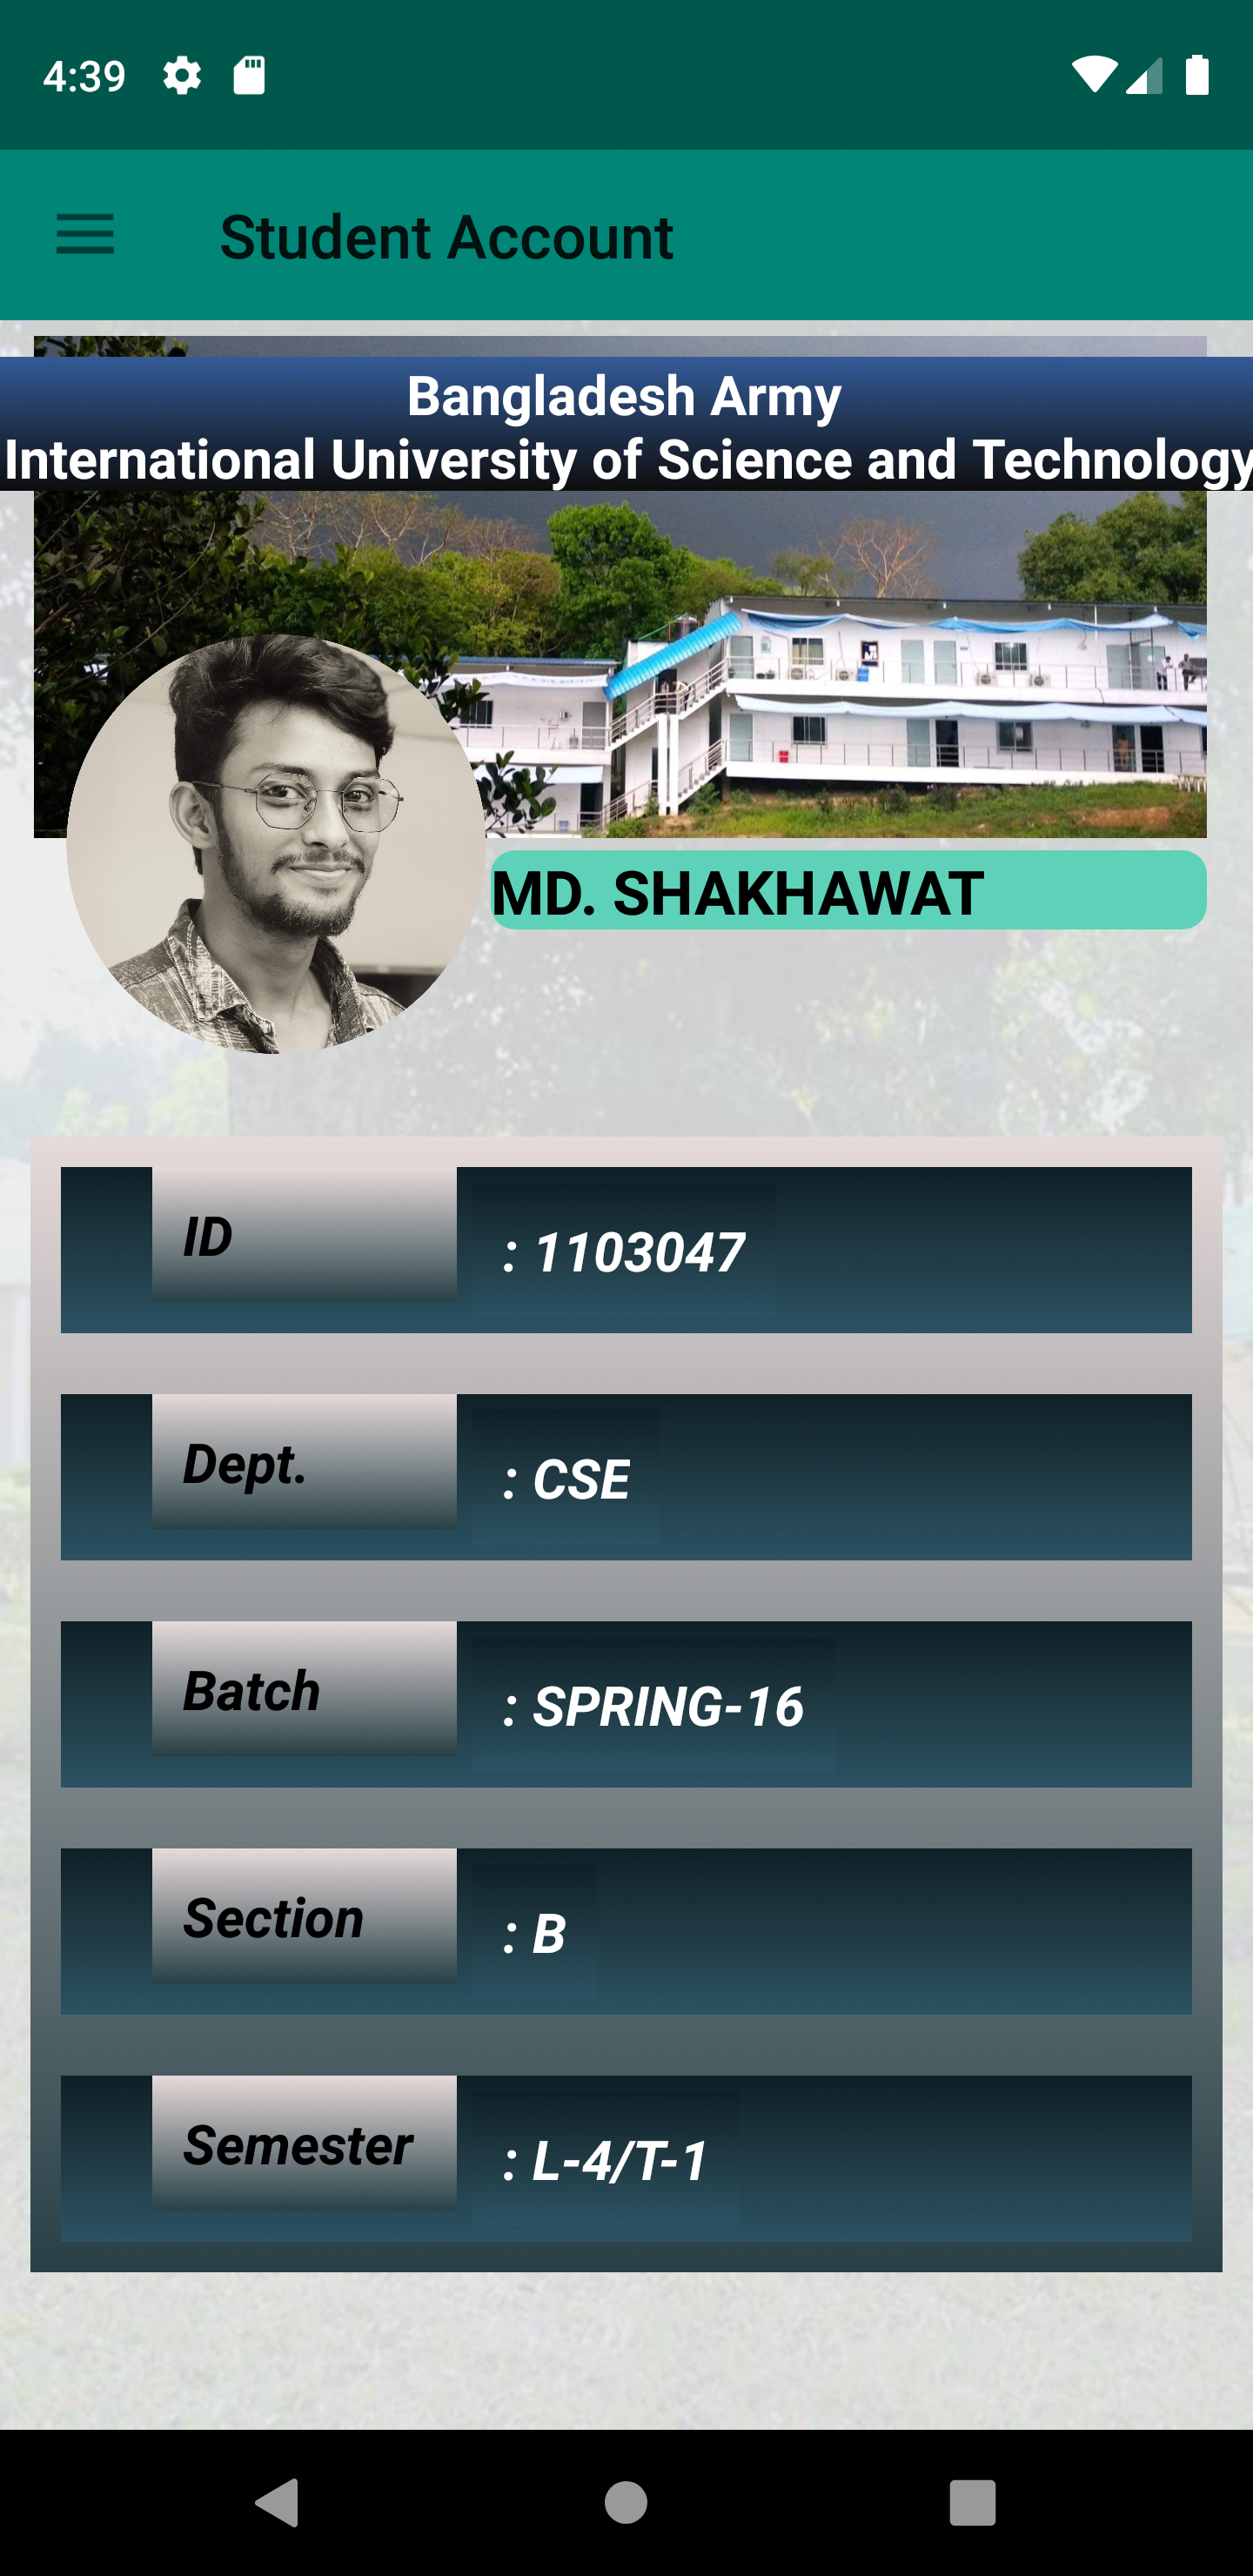 4:39
Student Account
Bangladesh Army
International University of Science and Technology
MD. SHAKHAWAT
ID : 1103047
Dept. : CSE
Batch : SPRING-16
Section : B
Semester : L-4/T-1